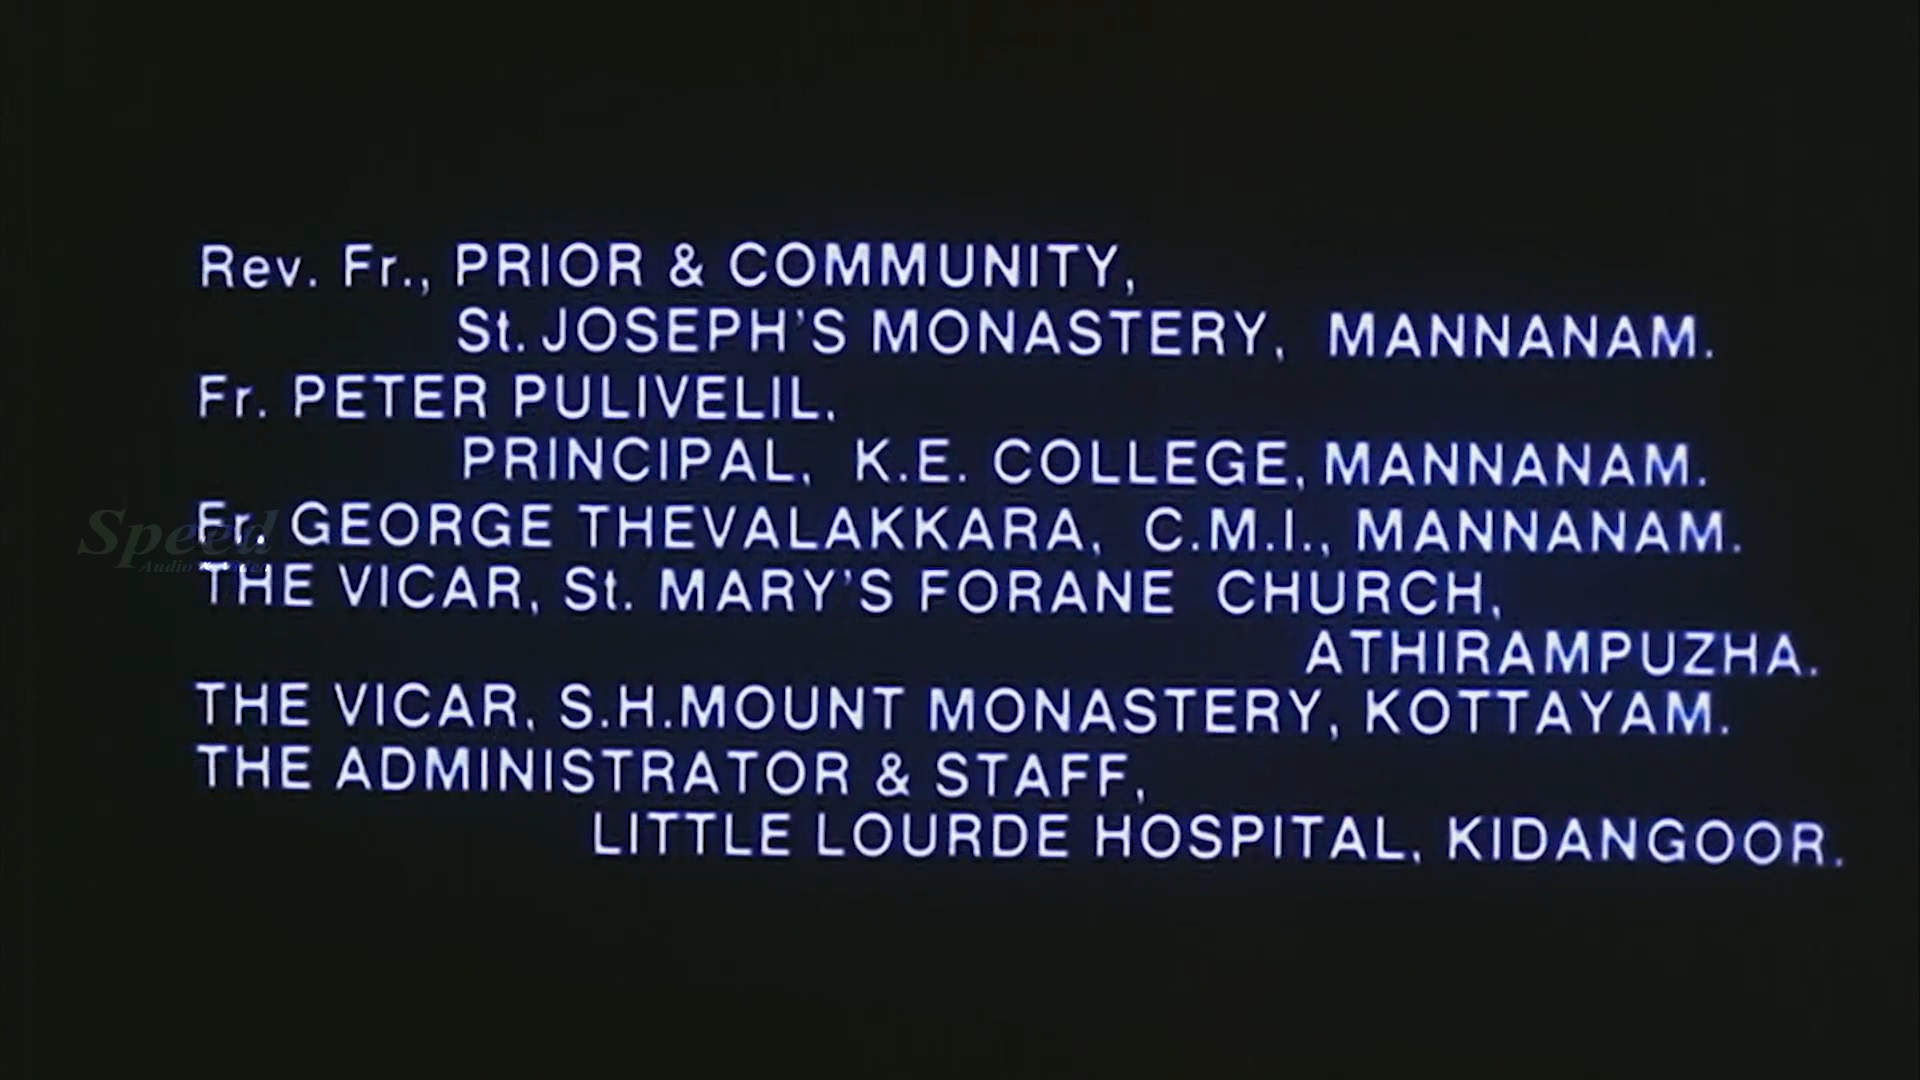 Rev. Fr., PRIOR & COMMUNITY,
St. JOSEPH'S MONASTERY, MANNANAM.
Fr. PETER PULIVELIL.
PRINCIPAL, K.E. COLLEGE, MANNANAM.
Speed
Fr. GEORGE THEVALAKKARA, C.M.I., MANNANAM.
Audio & Video
THE VICAR, St. MARY'S FORANE CHURCH,
ATHIRAMPUZHA.
THE VICAR, S.H.MOUNT MONASTERY, KOTTAYAM.
THE ADMINISTRATOR & STAFF,
LITTLE LOURDE HOSPITAL, KIDANGOOR.